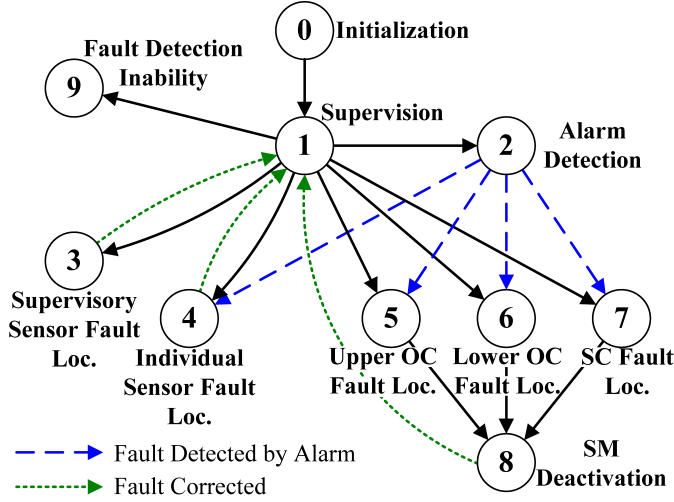 0
Initialization
Fault Detection
Inability
9
Supervision
1
2
Alarm
Detection
3
Supervisory
Sensor Fault
Loc.
4
Individual
Sensor Fault
Loc.
5
Upper OC
Fault Loc.
6
Lower OC
Fault Loc.
7
SC Fault
Loc.
8
SM
Deactivation
Fault Detected by Alarm
Fault Corrected